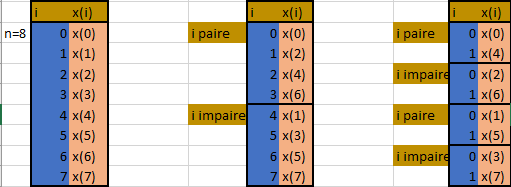 i x(i) i x(i) i x(i)
n=8 0 x(0) i paire 0 x(0) i paire 0 x(0)
1 x(1) 1 x(2) 1 x(4)
2 x(2) 2 x(4) i impaire 0 x(2)
3 x(3) 3 x(6) 1 x(6)
4 x(4) i impaire 4 x(1) i paire 0 x(1)
5 x(5) 5 x(3) 1 x(5)
6 x(6) 6 x(5) i impaire 0 x(3)
7 x(7) 7 x(7) 1 x(7)